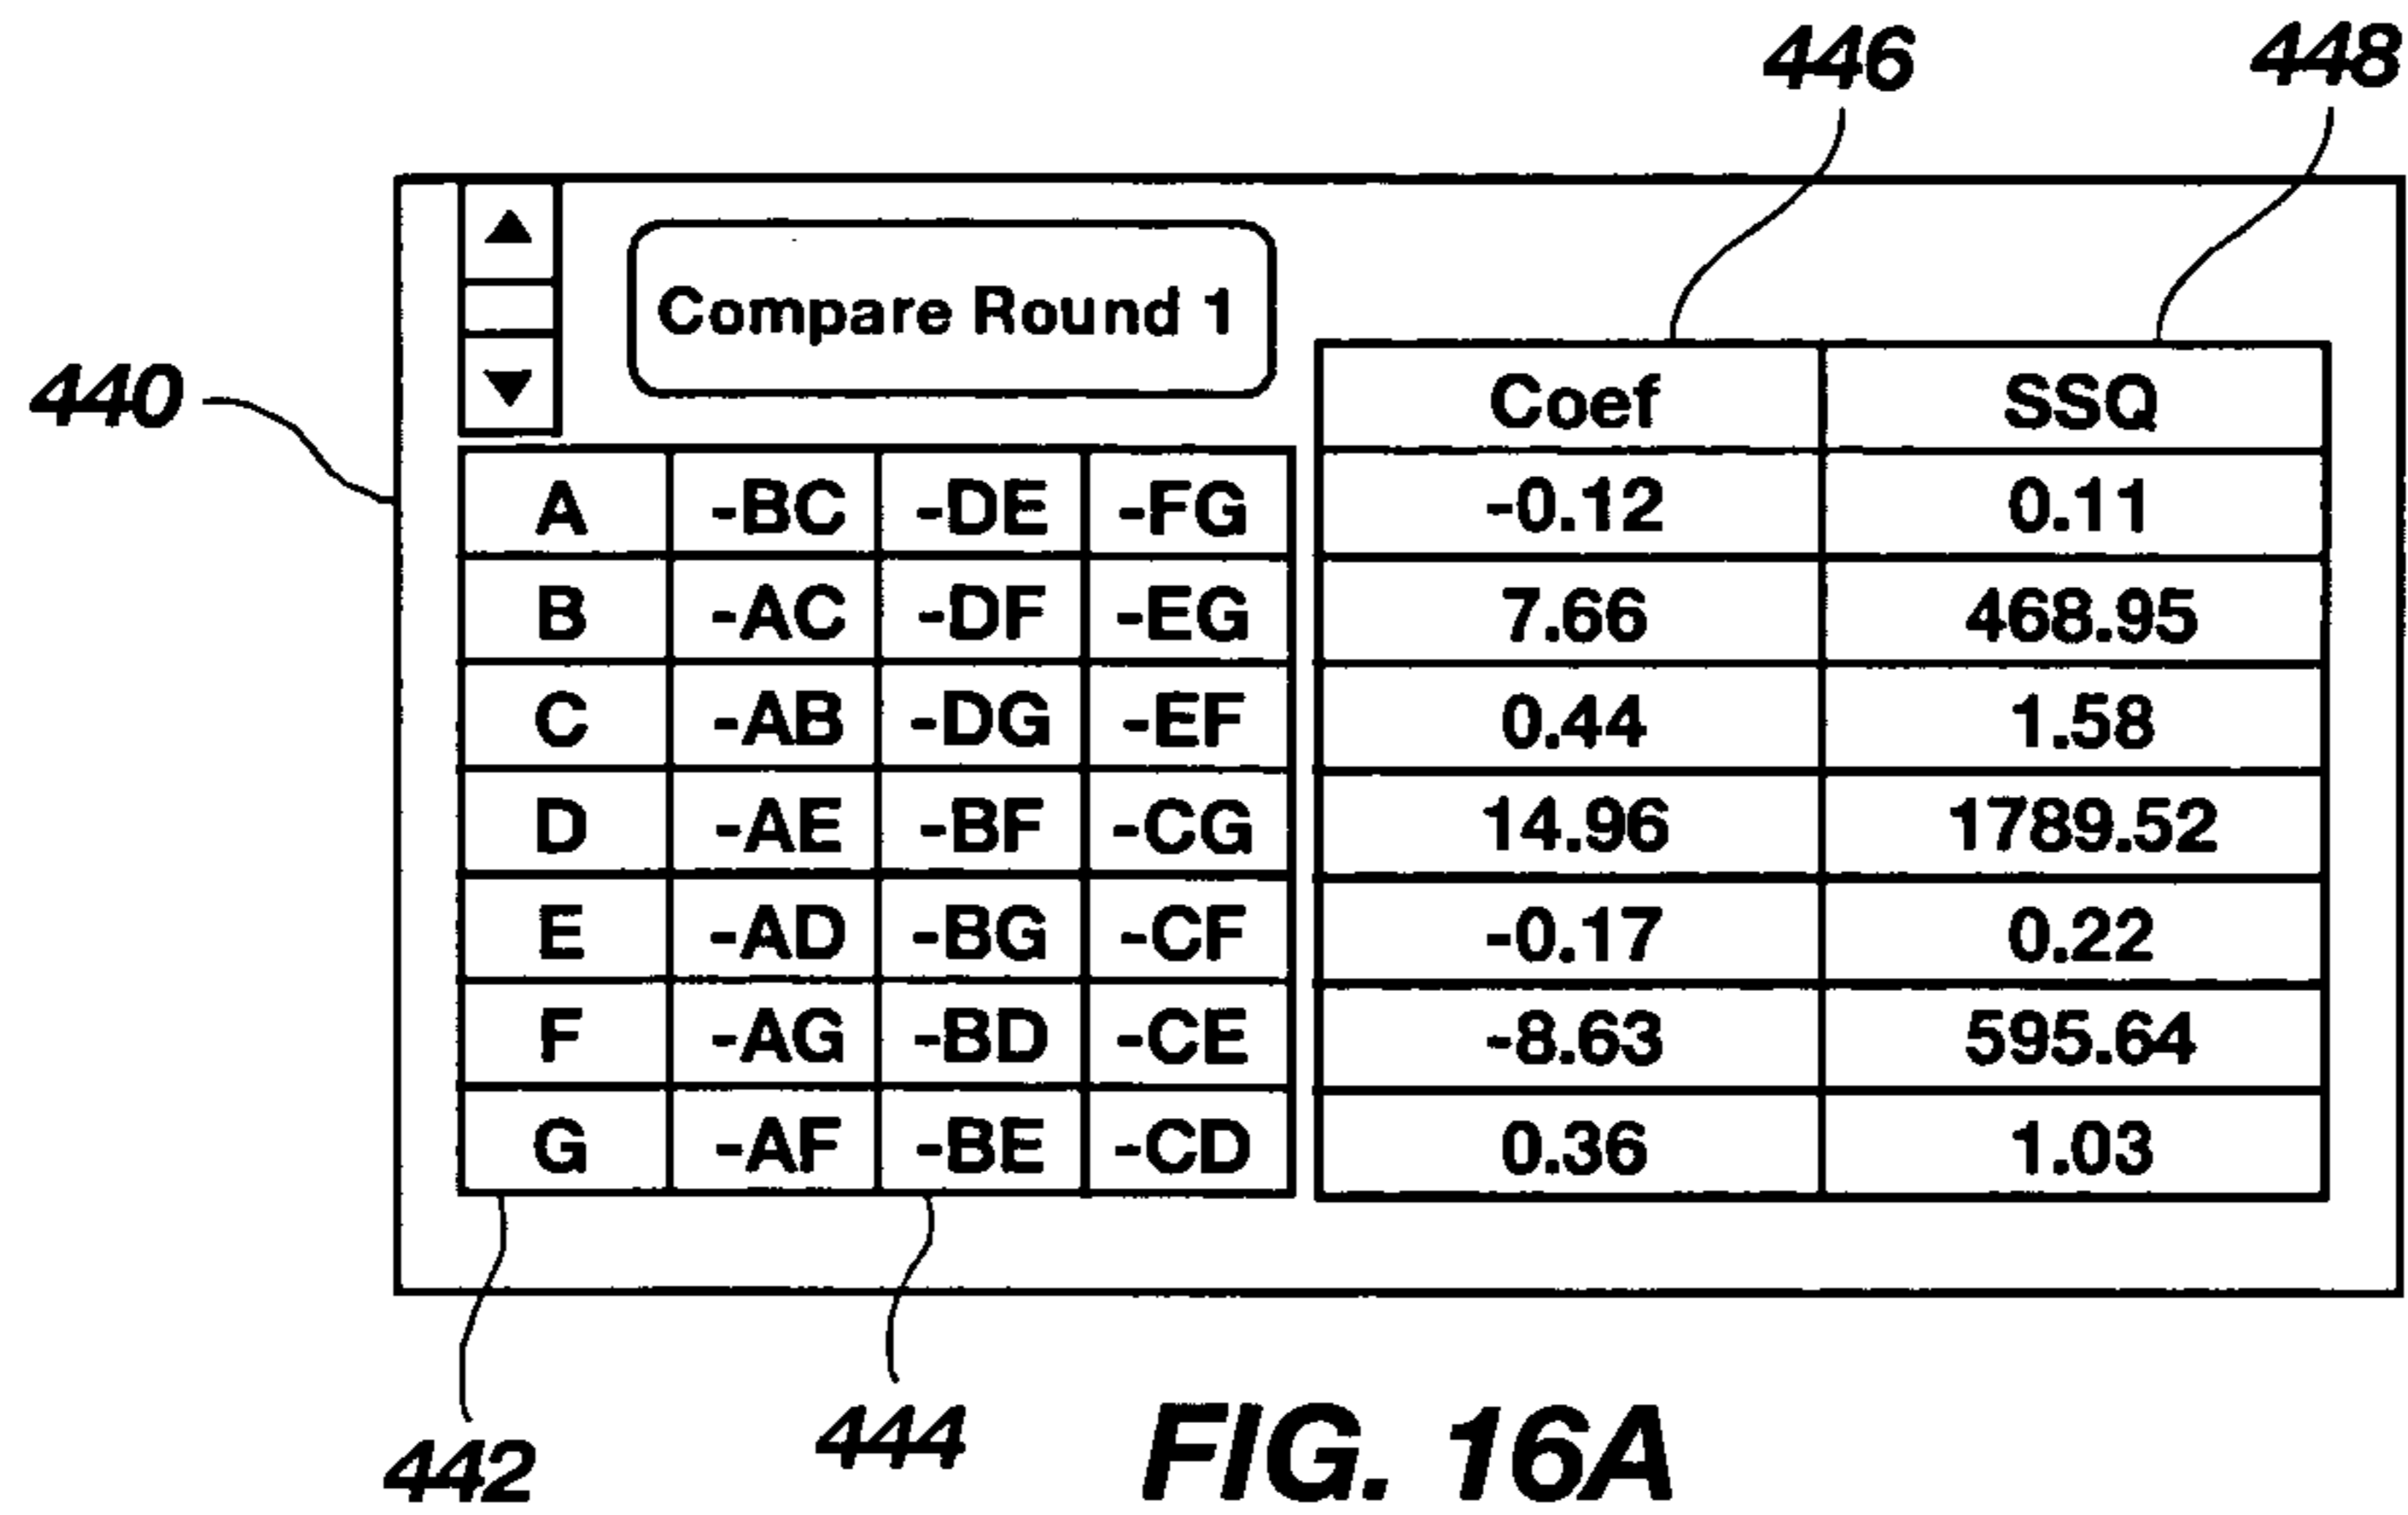 446 448
Compare Round 1
440
Coef SSQ
A -BC -DE -FG -0.12 0.11
B -AC -DF -EG 7.66 468.95
C -AB -DG -EF 0.44 1.58
D -AE -BF -CG 14.96 1789.52
E -AD -BG -CF -0.17 0.22
F -AG -BD -CE -8.63 595.64
G -AF -BE -CD 0.36 1.03
442 444 FIG. 16A